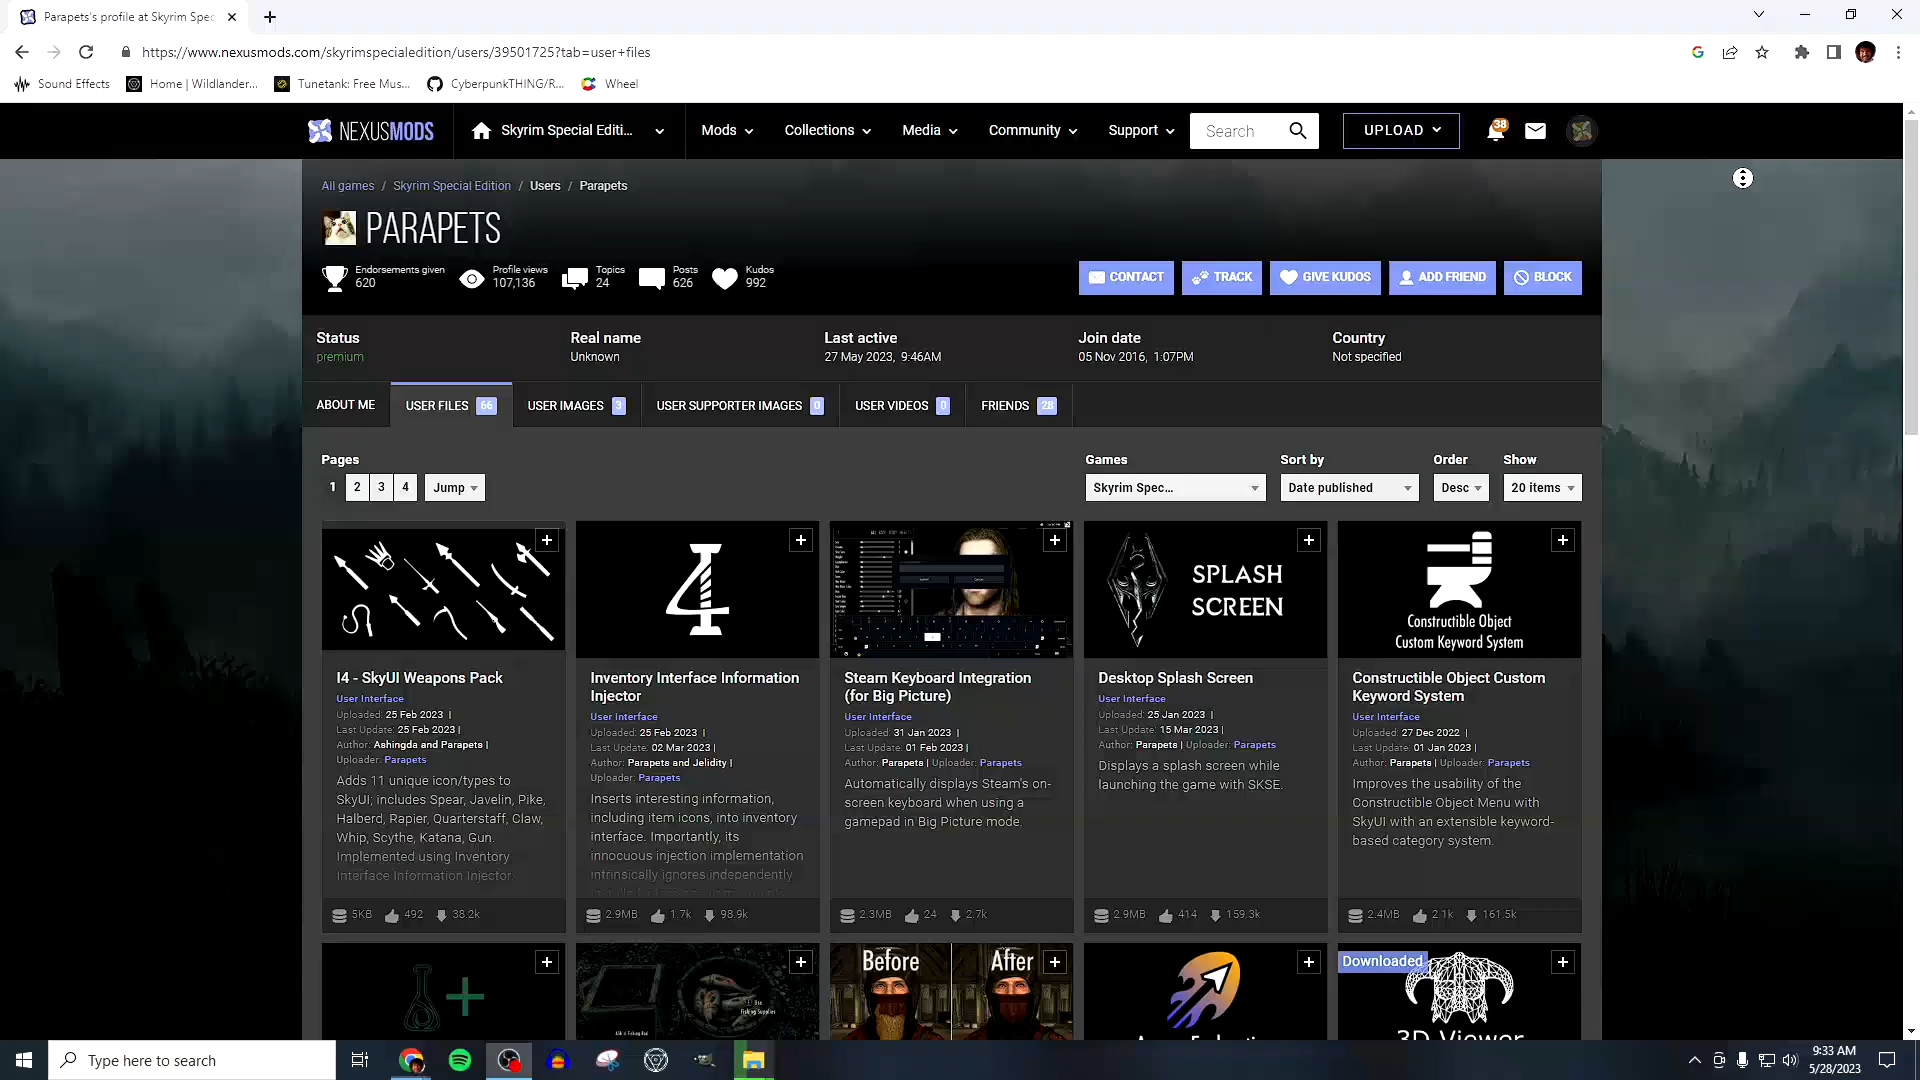 Parapets's profile at Skyrim Spec
https://www.nexusmods.com/skyrimspecialedition/users/39501725?tab=user+files
Sound Effects
Home | Wildlander...
Tunetank: Free Mus...
CyberpunkTHING/R...
Wheel
NEXUSMODS
Skyrim Special Editi...
Mods
Collections
Media
Community
Support
Search
UPLOAD
38
All games / Skyrim Special Edition / Users / Parapets
PARAPETS
Endorsements given
620
Profile views
107,136
Topics
24
Posts
626
Kudos
992
CONTACT
TRACK
GIVE KUDOS
ADD FRIEND
BLOCK
Status
premium
Real name
Unknown
Last active
27 May 2023, 9:46AM
Join date
05 Nov 2016, 1:07PM
Country
Not specified
ABOUT ME
USER FILES 66
USER IMAGES 3
USER SUPPORTER IMAGES 0
USER VIDEOS 0
FRIENDS 28
Pages
1 2 3 4 Jump
Games
Skyrim Spec...
Sort by
Date published
Order
Desc
Show
20 items
I4 - SkyUI Weapons Pack
User Interface
Uploaded: 25 Feb 2023 |
Last Update: 25 Feb 2023 |
Author: Ashingda and Parapets |
Uploader: Parapets
Adds 11 unique icon/types to
SkyUI; includes Spear, Javelin, Pike,
Halberd, Rapier, Quarterstaff, Claw,
Whip, Scythe, Katana, Gun.
Implemented using Inventory
Interface Information Injector.
5KB 492 38.2k
Inventory Interface Information
Injector
User Interface
Uploaded: 25 Feb 2023 |
Last Update: 02 Mar 2023 |
Author: Parapets and Jelidity |
Uploader: Parapets
Inserts interesting information,
including item icons, into inventory
interface. Importantly, its
innocuous injection implementation
intrinsically ignores independently
2.9MB 1.7k 98.9k
Steam Keyboard Integration
(for Big Picture)
User Interface
Uploaded: 31 Jan 2023 |
Last Update: 01 Feb 2023 |
Author: Parapets | Uploader: Parapets
Automatically displays Steam's on-
screen keyboard when using a
gamepad in Big Picture mode.
2.3MB 24 2.7k
SPLASH
SCREEN
Desktop Splash Screen
User Interface
Uploaded: 25 Jan 2023 |
Last Update: 15 Mar 2023 |
Author: Parapets | Uploader: Parapets
Displays a splash screen while
launching the game with SKSE.
2.9MB 414 159.3k
Constructible Object
Custom Keyword System
Constructible Object Custom
Keyword System
User Interface
Uploaded: 27 Dec 2022 |
Last Update: 01 Jan 2023 |
Author: Parapets | Uploader: Parapets
Improves the usability of the
Constructible Object Menu with
SkyUI with an extensible keyword-
based category system.
2.4MB 2.1k 161.5k
Before
After
Downloaded
3D Viewer
Type here to search
9:33 AM
5/28/2023